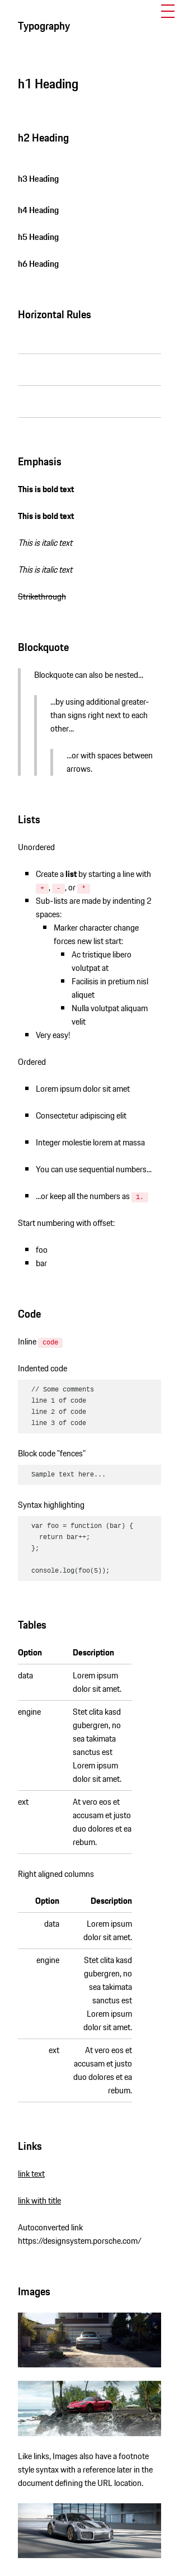 Typography
h1 Heading
h2 Heading
h3 Heading
h4 Heading
h5 Heading
h6 Heading
Horizontal Rules
Emphasis
This is bold text
This is bold text
This is italic text
This is italic text
Strikethrough
Blockquote
Blockquote can also be nested...
...by using additional greater-
than signs right next to each
other...
...or with spaces between
arrows.
Lists
Unordered
Create a list by starting a line with
+ , - , or *
Sub-lists are made by indenting 2
spaces:
Marker character change
forces new list start:
Ac tristique libero
volutpat at
Facilisis in pretium nisl
aliquet
Nulla volutpat aliquam
velit
Very easy!
Ordered
Lorem ipsum dolor sit amet
Consectetur adipiscing elit
Integer molestie lorem at massa
You can use sequential numbers...
...or keep all the numbers as 1.
Start numbering with offset:
foo
bar
Code
Inline code
Indented code
// Some comments
line 1 of code
line 2 of code
line 3 of code
Block code "fences"
Sample text here...
Syntax highlighting
var foo = function (bar) {
return bar++;
};
console.log(foo(5));
Tables
Option Description
data Lorem ipsum
dolor sit amet.
engine Stet clita kasd
gubergren, no
sea takimata
sanctus est
Lorem ipsum
dolor sit amet.
ext At vero eos et
accusam et justo
duo dolores et ea
rebum.
Right aligned columns
Option Description
data Lorem ipsum
dolor sit amet.
engine Stet clita kasd
gubergren, no
sea takimata
sanctus est
Lorem ipsum
dolor sit amet.
ext At vero eos et
accusam et justo
duo dolores et ea
rebum.
Links
link text
link with title
Autoconverted link
https://designsystem.porsche.com/
Images
Like links, Images also have a footnote
style syntax with a reference later in the
document defining the URL location.